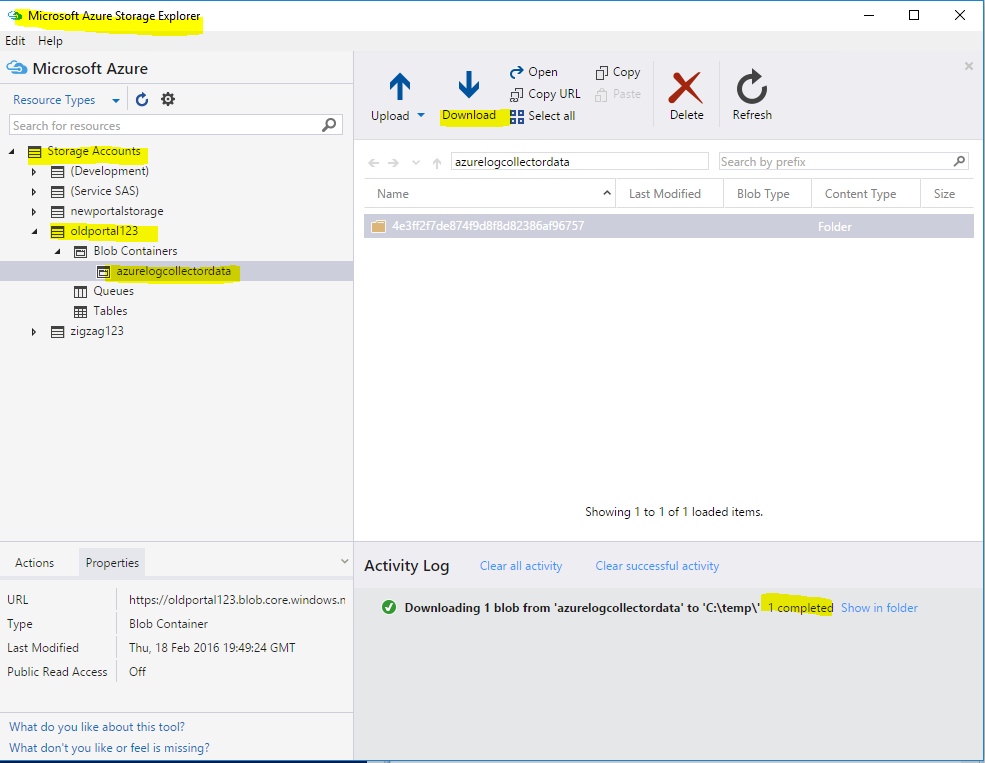 Microsoft Azure Storage Explorer
Edit Help
Microsoft Azure
Resource Types
Search for resources
Storage Accounts
(Development)
(Service SAS)
newportalstorage
oldportal123
Blob Containers
azurelogcollectordata
Queues
Tables
zigzag123
Actions Properties
URL https://oldportal123.blob.core.windows.n
Type Blob Container
Last Modified Thu, 18 Feb 2016 19:49:24 GMT
Public Read Access Off
What do you like about this tool?
What don't you like or feel is missing?
Upload
Download
Open
Copy URL
Select all
Copy
Paste
Delete
Refresh
azurelogcollectordata
Search by prefix
Name Last Modified Blob Type Content Type Size
4e3ff2f7de874f9d8f8d82386af96757 Folder
Showing 1 to 1 of 1 loaded items.
Activity Log Clear all activity Clear successful activity
Downloading 1 blob from 'azurelogcollectordata' to 'C:\temp\' 1 completed Show in folder